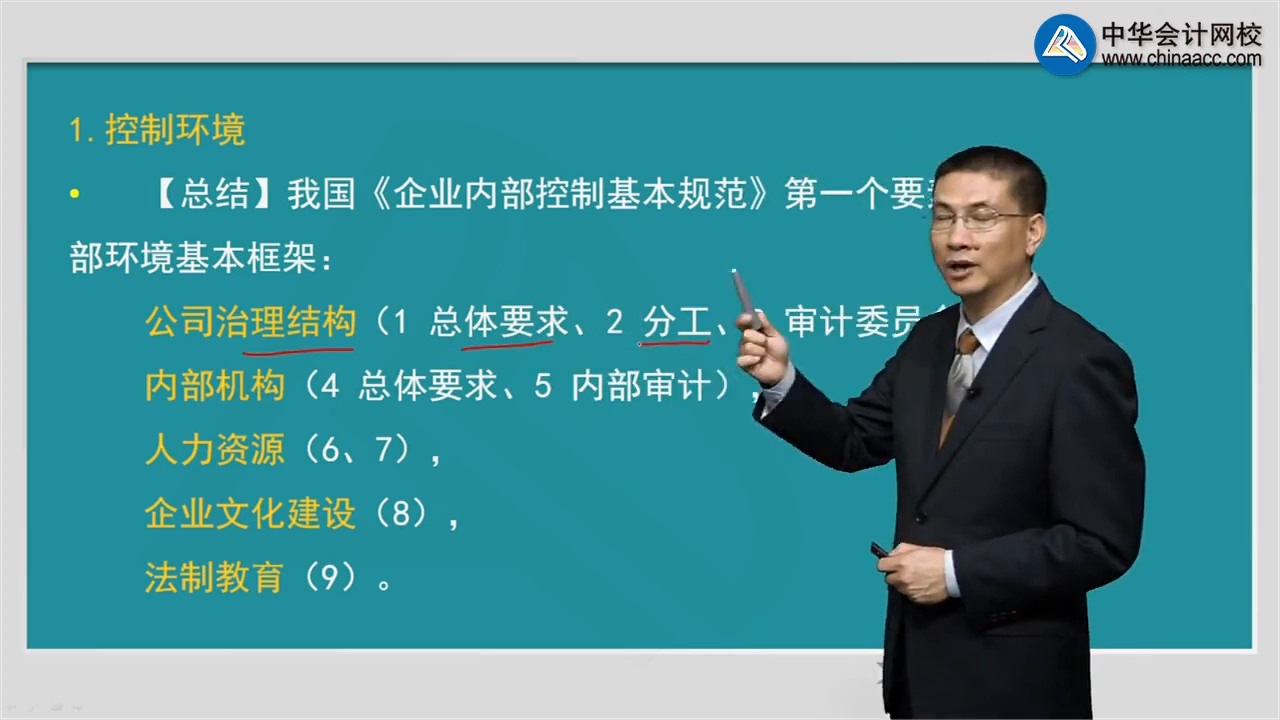 中华会计网校
www.chinaacc.com
1.控制环境
• 【总结】我国《企业内部控制基本规范》第一个要
部环境基本框架：
公司治理结构（1 总体要求、2 分工、 审计委员
内部机构（4 总体要求、5 内部审计），
人力资源（6、7），
企业文化建设（8），
法制教育（9）。